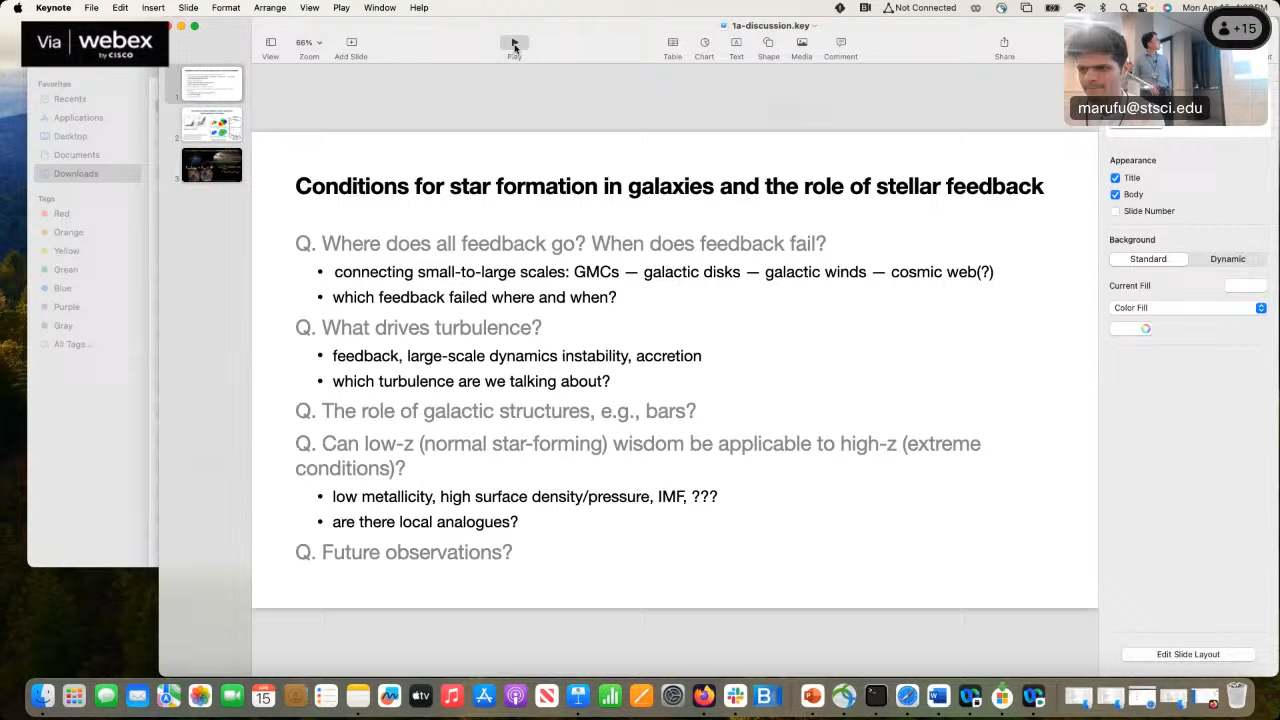 Keynote File Edit Insert Slide Format Arrange View Play Window Help
Not Connected
Via webex
by CISCO
1a-discussion.key
+15
marufu@stsci.edu
66%
View Zoom Add Slide Play Table Chart Text Shape Media Comment Share
Favorites
Recents
Applications
Desktop
Documents
Downloads
Tags
Red
Orange
Yellow
Green
Blue
Purple
Gray
All Tags...
1
2
3
Conditions for star formation in galaxies and the role of stellar feedback
Q. Where does all feedback go? When does feedback fail?
• connecting small-to-large scales: GMCs — galactic disks — galactic winds — cosmic web(?)
• which feedback failed where and when?
Q. What drives turbulence?
• feedback, large-scale dynamics instability, accretion
• which turbulence are we talking about?
Q. The role of galactic structures, e.g., bars?
Q. Can low-z (normal star-forming) wisdom be applicable to high-z (extreme
conditions)?
• low metallicity, high surface density/pressure, IMF, ???
• are there local analogues?
Q. Future observations?
Appearance
Title
Body
Slide Number
Background
Standard Dynamic
Current Fill
Color Fill
Edit Slide Layout
APR
15
tv